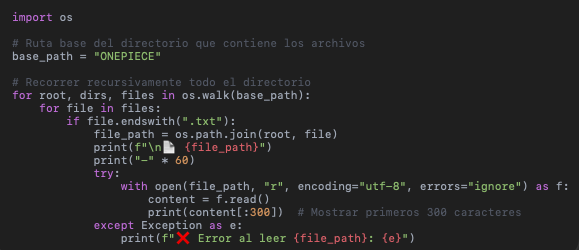 import os

# Ruta base del directorio que contiene los archivos
base_path = "ONEPIECE"

# Recorrer recursivamente todo el directorio
for root, dirs, files in os.walk(base_path):
    for file in files:
        if file.endswith(".txt"):
            file_path = os.path.join(root, file)
            print(f"\n📄 {file_path}")
            print("-" * 60)
            try:
                with open(file_path, "r", encoding="utf-8", errors="ignore") as f:
                    content = f.read()
                    print(content[:300])  # Mostrar primeros 300 caracteres
            except Exception as e:
                print(f"❌ Error al leer {file_path}: {e}")